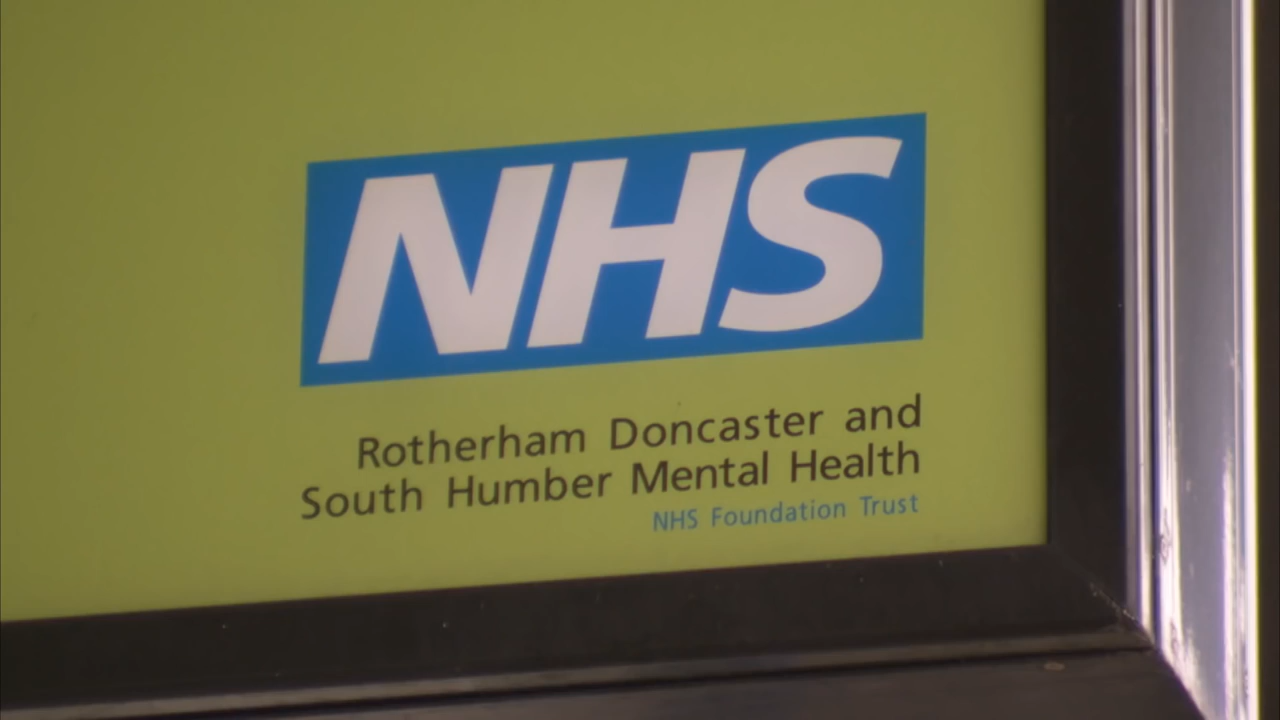 NHS
Rotherham Doncaster and
South Humber Mental Health
NHS Foundation Trust